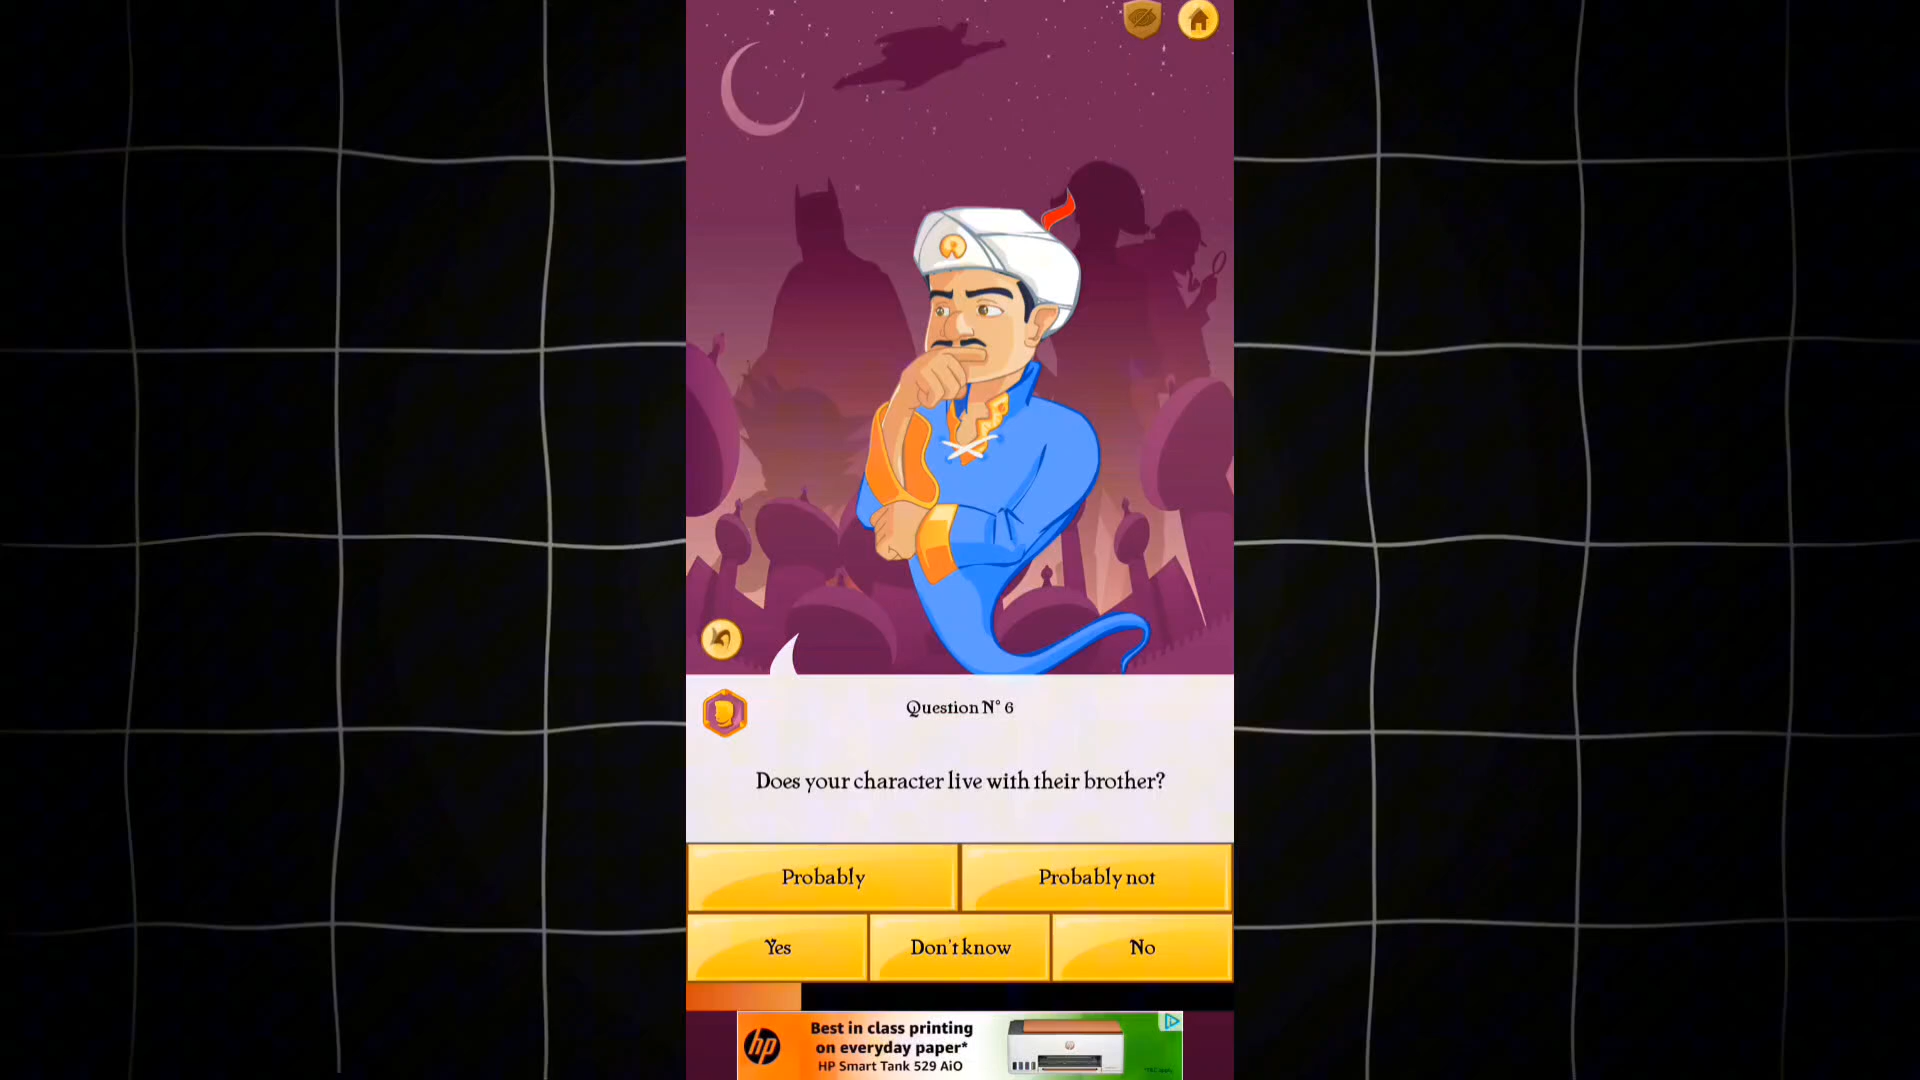 Question N° 6
Does your character live with their brother?
Probably
Probably not
Yes
Don't know
No
hp
Best in class printing
on everyday paper*
HP Smart Tank 529 AiO